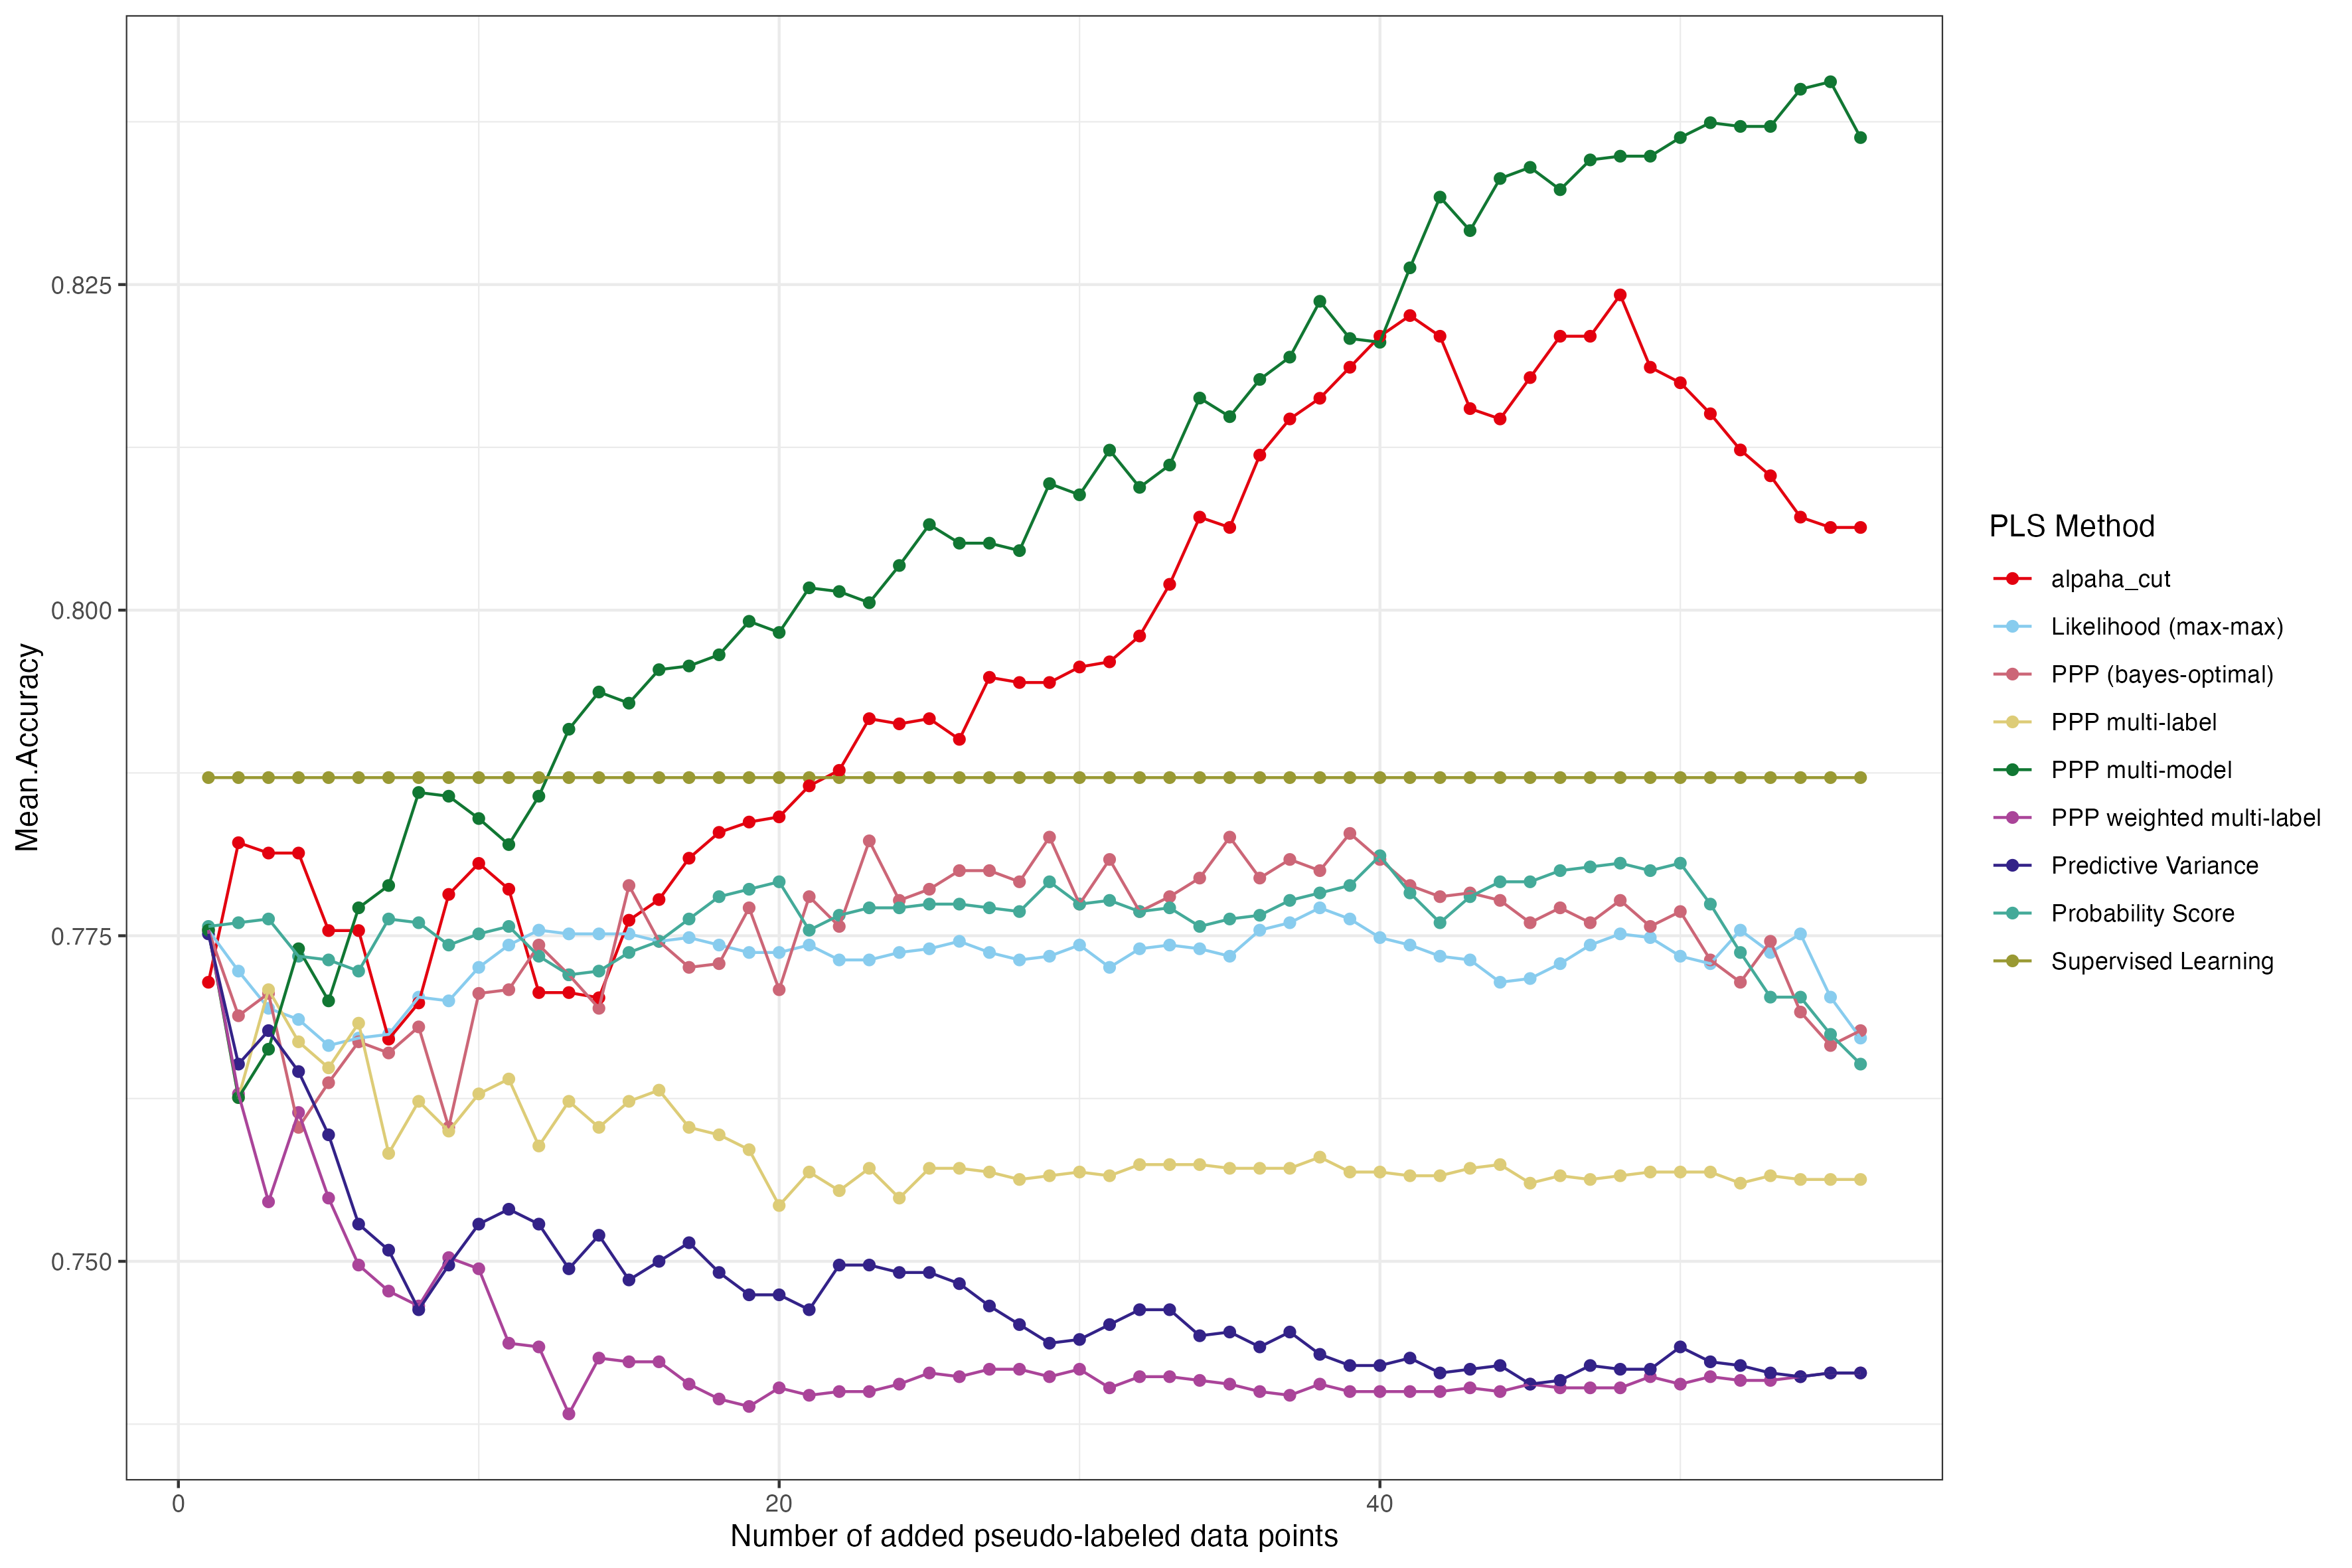 0.825
0.800
0.775
0.750
Mean.Accuracy
0
20
40
Number of added pseudo-labeled data points
PLS Method
alpaha_cut
Likelihood (max-max)
PPP (bayes-optimal)
PPP multi-label
PPP multi-model
PPP weighted multi-label
Predictive Variance
Probability Score
Supervised Learning